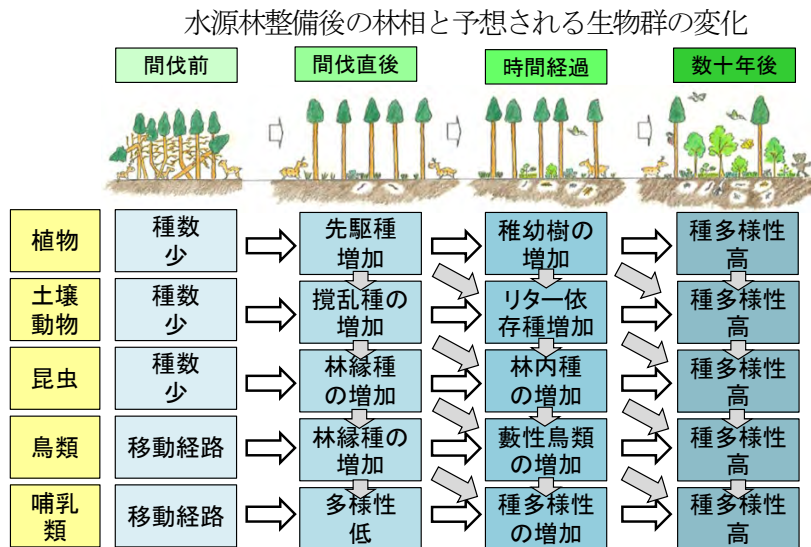 水源林整備後の林相と予想される生物群の変化
間伐前
間伐直後
時間経過
数十年後
植物
種数
少
先駆種
増加
稚幼樹の
増加
種多様性
高
土壌
動物
種数
少
撹乱種の
増加
リター依
存種増加
種多様性
高
昆虫
種数
少
林縁種
の増加
林内種
の増加
種多様性
高
鳥類
移動経路
林縁種の
増加
藪性鳥類
の増加
種多様性
高
哺乳
類
移動経路
多様性
低
種多様性
の増加
種多様性
高